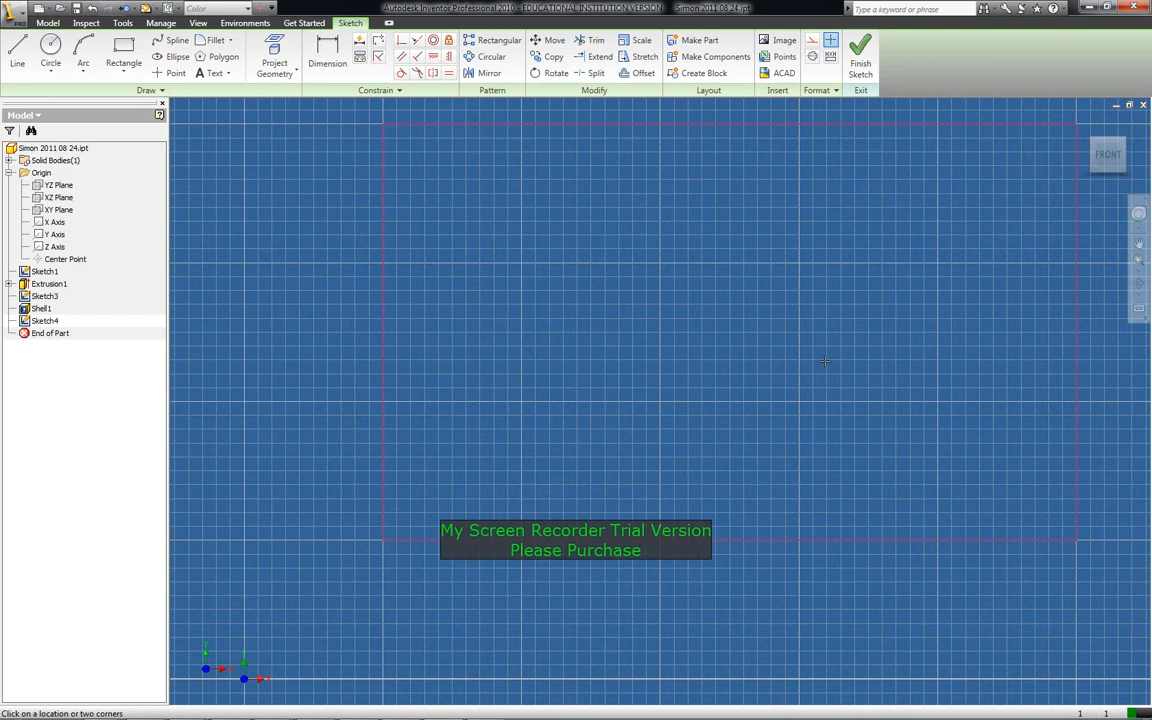 Color
Autodesk Inventor Professional 2010 - EDUCATIONAL INSTITUTION VERSION Simon 2011 08 24.ipt
Type a keyword or phrase
PRO
Model Inspect Tools Manage View Environments Get Started Sketch
Line Circle Arc Rectangle Spline Ellipse Point Fillet Polygon Text
Project Geometry
Dimension
Rectangular Circular Mirror
Move Copy Rotate Trim Extend Split Scale Stretch Offset
Make Part Make Components Create Block
Image Points ACAD
Finish Sketch
Draw Constrain Pattern Modify Layout Insert Format Exit
Model
Simon 2011 08 24.ipt
Solid Bodies(1)
Origin
YZ Plane
XZ Plane
XY Plane
X Axis
Y Axis
Z Axis
Center Point
Sketch1
Extrusion1
Sketch3
Shell1
Sketch4
End of Part
FRONT
My Screen Recorder Trial Version
Please Purchase
Click on a location or two corners
1 1